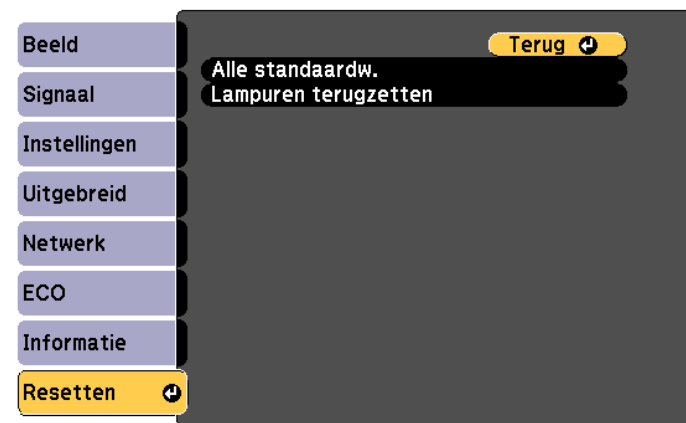 Beeld
Signaal
Instellingen
Uitgebreid
Netwerk
ECO
Informatie
Resetten
Terug
Alle standaardw.
Lampuren terugzetten